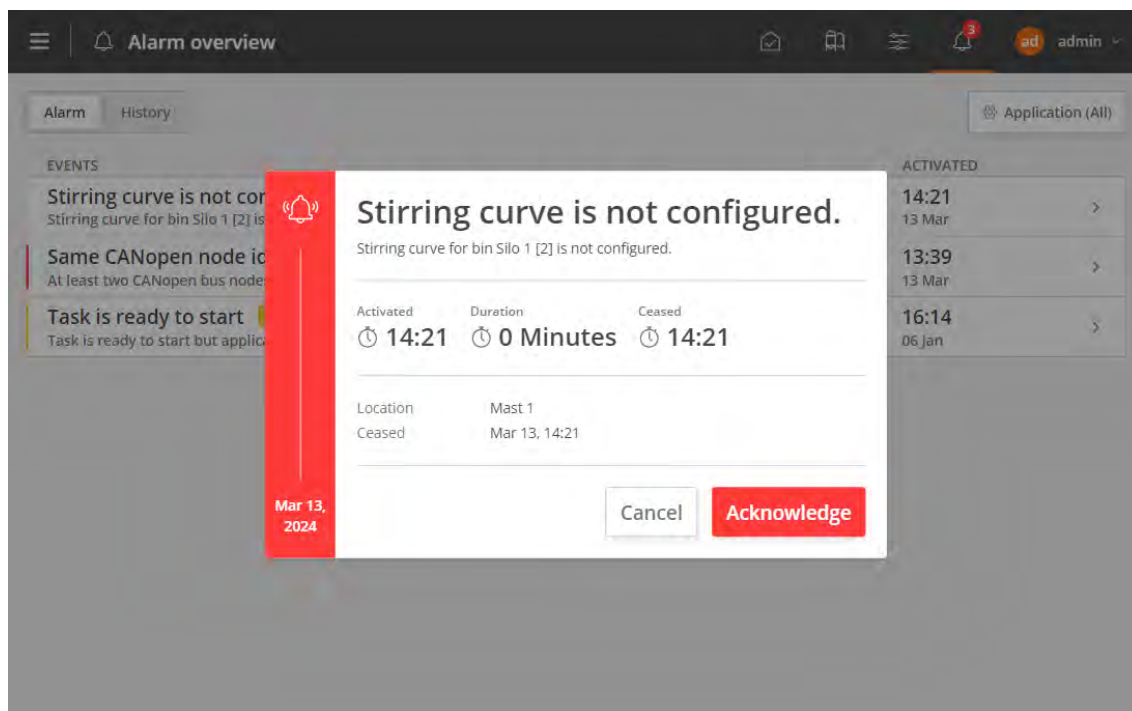 Alarm overview
3
ad admin
Alarm History
Application (All)
EVENTS ACTIVATED
Stirring curve is not
Stirring curve for bin Silo 1 [2] is
14:21
13 Mar
Same CANopen node
At least two CANopen bus
13:39
13 Mar
Task is ready to start
Task is ready to start but
16:14
06 Jan
Stirring curve is not configured.
Stirring curve for bin Silo 1 [2] is not configured.
Activated Duration Ceased
14:21 0 Minutes 14:21
Location Mast 1
Ceased Mar 13, 14:21
Mar 13,
2024
Cancel Acknowledge